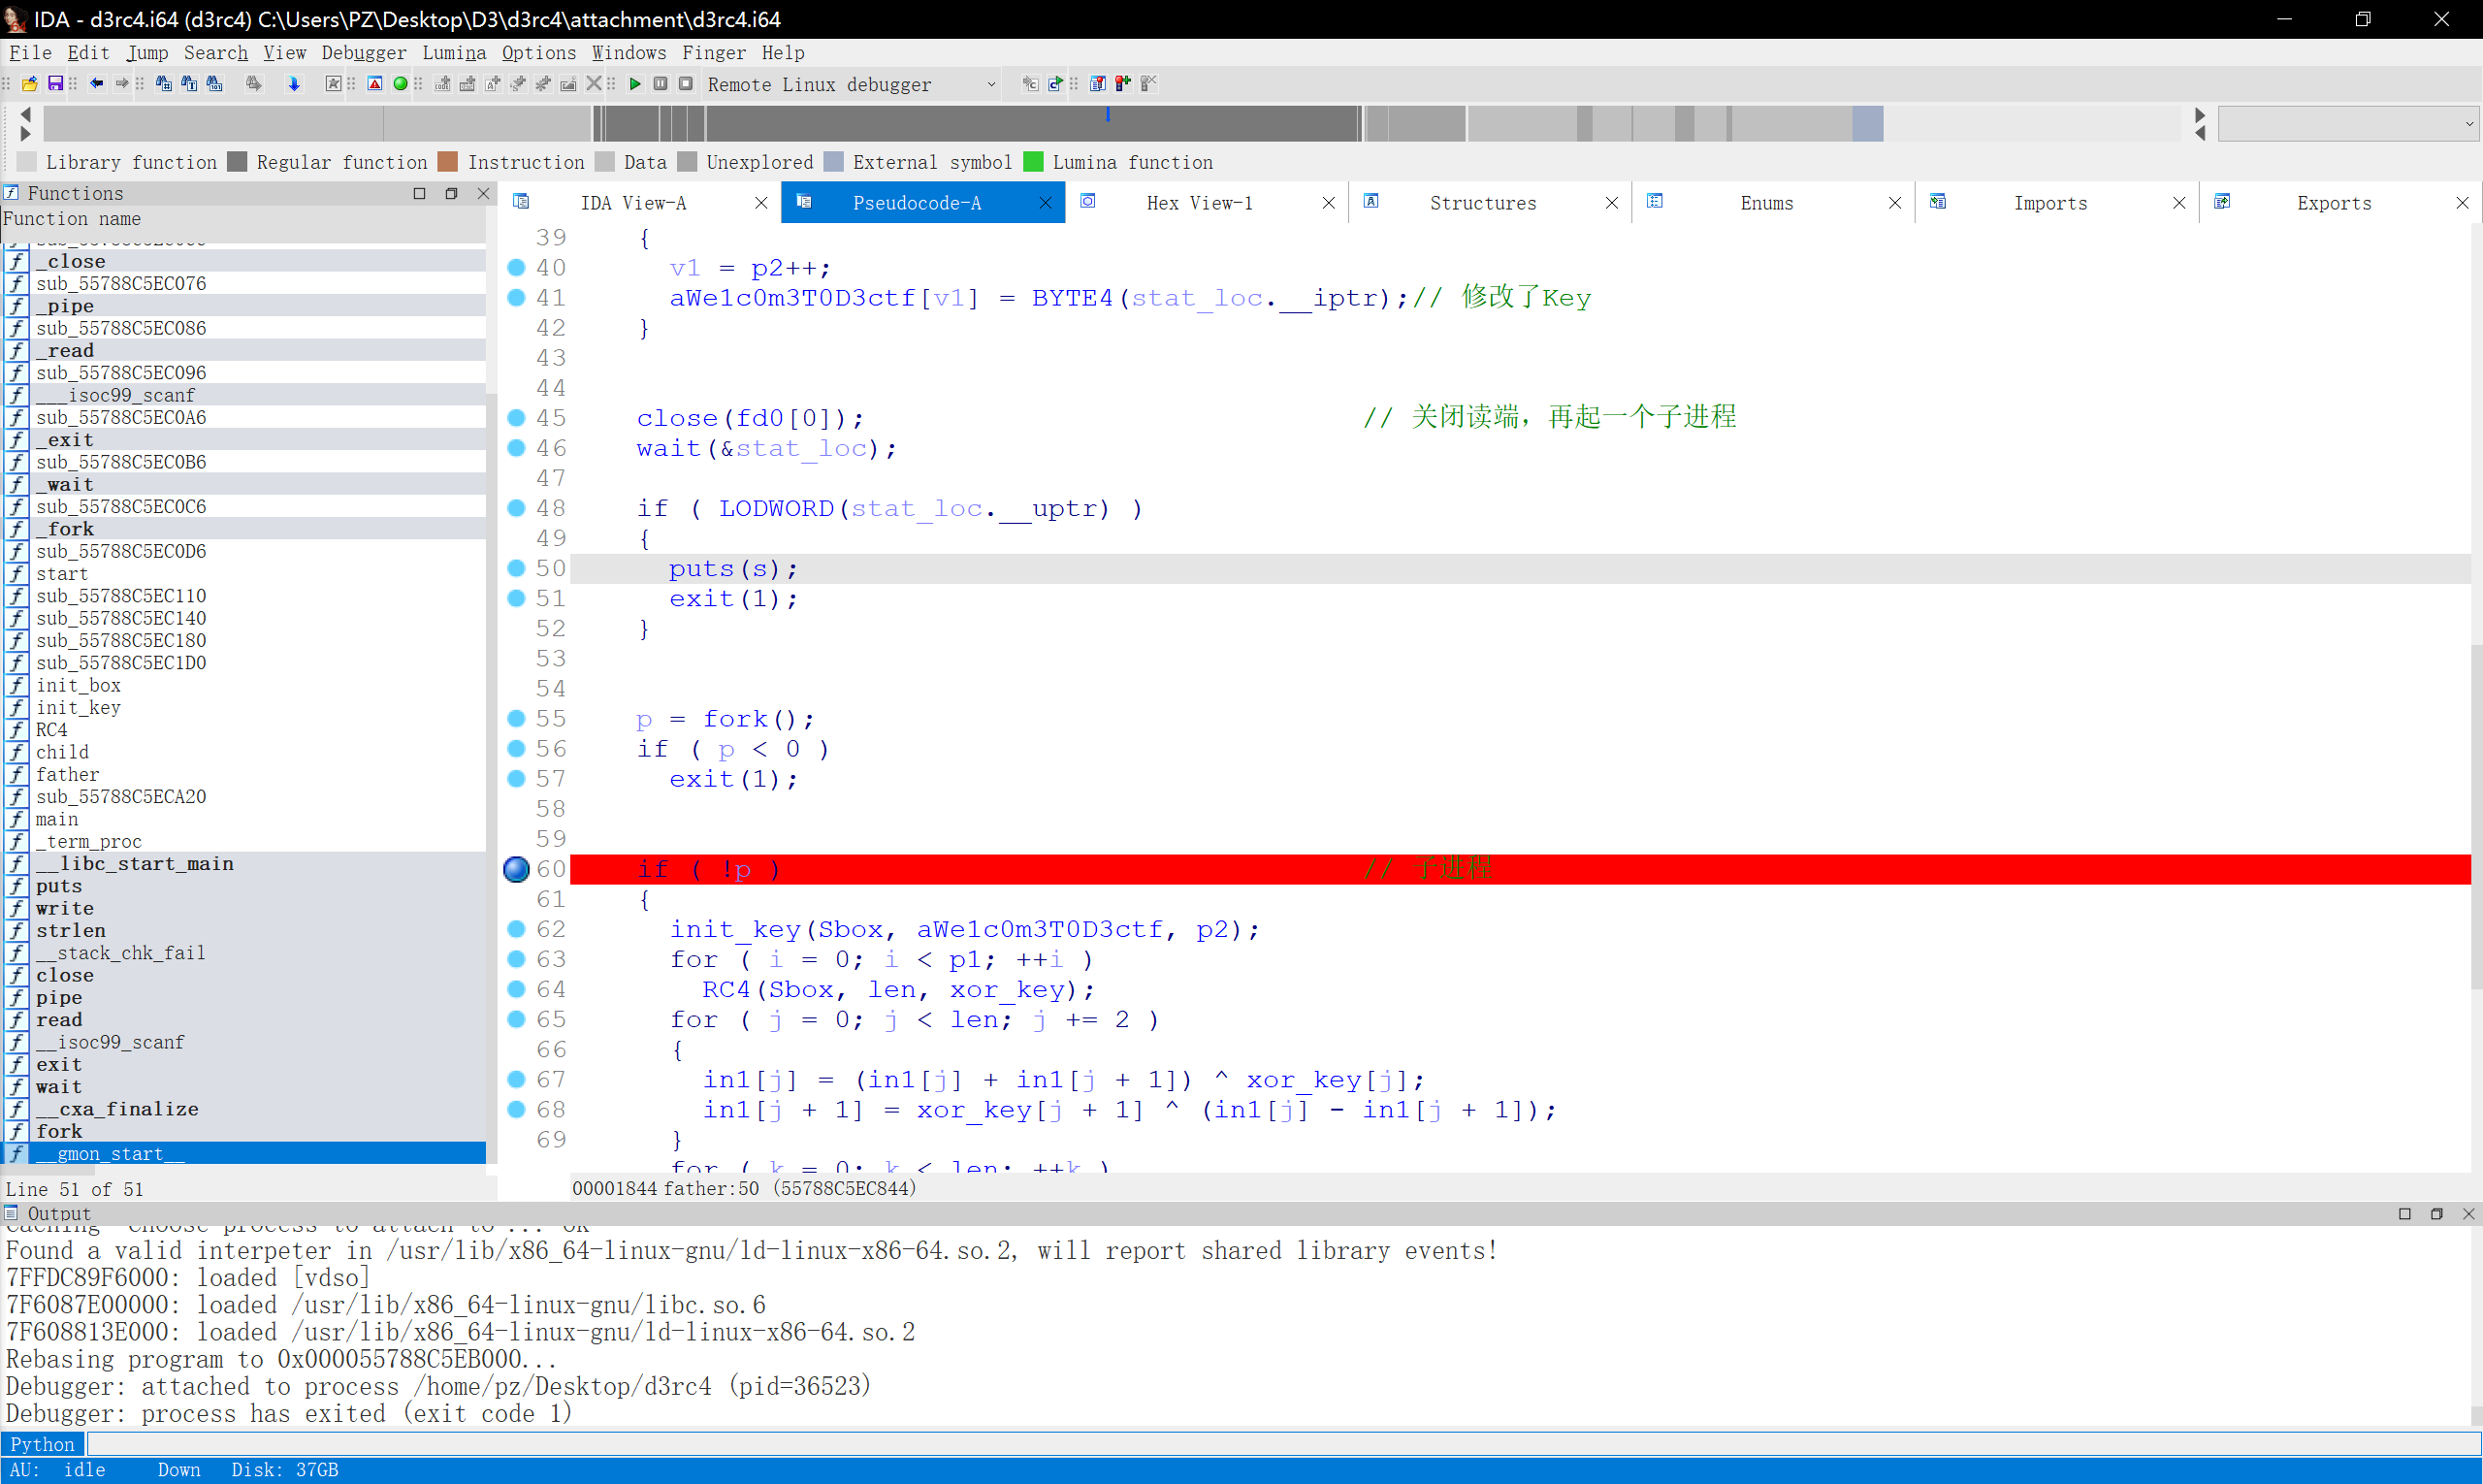 IDA - d3rc4.i64 (d3rc4) C:\Users\PZ\Desktop\D3\d3rc4\attachment\d3rc4.i64
File Edit Jump Search View Debugger Lumina Options Windows Finger Help
Remote Linux debugger
Library function Regular function Instruction Data Unexplored External symbol Lumina function
Functions
Function name
_close
sub_55788C5EC076
_pipe
sub_55788C5EC086
_read
sub_55788C5EC096
___isoc99_scanf
sub_55788C5EC0A6
_exit
sub_55788C5EC0B6
_wait
sub_55788C5EC0C6
_fork
sub_55788C5EC0D6
start
sub_55788C5EC110
sub_55788C5EC140
sub_55788C5EC180
sub_55788C5EC1D0
init_box
init_key
RC4
child
father
sub_55788C5ECA20
main
_term_proc
__libc_start_main
puts
write
strlen
__stack_chk_fail
close
pipe
read
__isoc99_scanf
exit
wait
__cxa_finalize
fork
__gmon_start__
Line 51 of 51
IDA View-A Pseudocode-A Hex View-1 Structures Enums Imports Exports
39 {
40 v1 = p2++;
41 aWe1c0m3T0D3ctf[v1] = BYTE4(stat_loc.__iptr);// 修改了Key
42 }
43
44
45 close(fd0[0]); // 关闭读端，再起一个子进程
46 wait(&stat_loc);
47
48 if ( LODWORD(stat_loc.__uptr) )
49 {
50 puts(s);
51 exit(1);
52 }
53
54
55 p = fork();
56 if ( p < 0 )
57 exit(1);
58
59
60 if ( !p ) // 子进程
61 {
62 init_key(Sbox, aWe1c0m3T0D3ctf, p2);
63 for ( i = 0; i < p1; ++i )
64 RC4(Sbox, len, xor_key);
65 for ( j = 0; j < len; j += 2 )
66 {
67 in1[j] = (in1[j] + in1[j + 1]) ^ xor_key[j];
68 in1[j + 1] = xor_key[j + 1] ^ (in1[j] - in1[j + 1]);
69 }
for ( k = 0; k < len; ++k )
00001844 father:50 (55788C5EC844)
Output
Caching 'Choose process to attach to'... ok
Found a valid interpeter in /usr/lib/x86_64-linux-gnu/ld-linux-x86-64.so.2, will report shared library events!
7FFDC89F6000: loaded [vdso]
7F6087E00000: loaded /usr/lib/x86_64-linux-gnu/libc.so.6
7F608813E000: loaded /usr/lib/x86_64-linux-gnu/ld-linux-x86-64.so.2
Rebasing program to 0x000055788C5EB000...
Debugger: attached to process /home/pz/Desktop/d3rc4 (pid=36523)
Debugger: process has exited (exit code 1)
Python
AU: idle Down Disk: 37GB